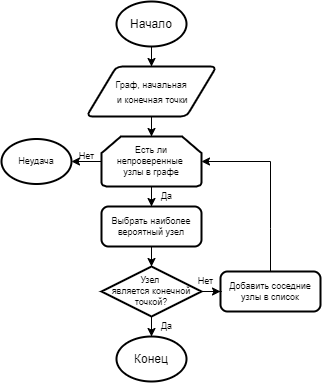 Начало
Граф, начальная
и конечная точки
Есть ли
непроверенные
узлы в графе
Нет
Неудача
Да
Выбрать наиболее
вероятный узел
Узел
является конечной
точкой?
Нет
Добавить соседние
узлы в список
Да
Конец